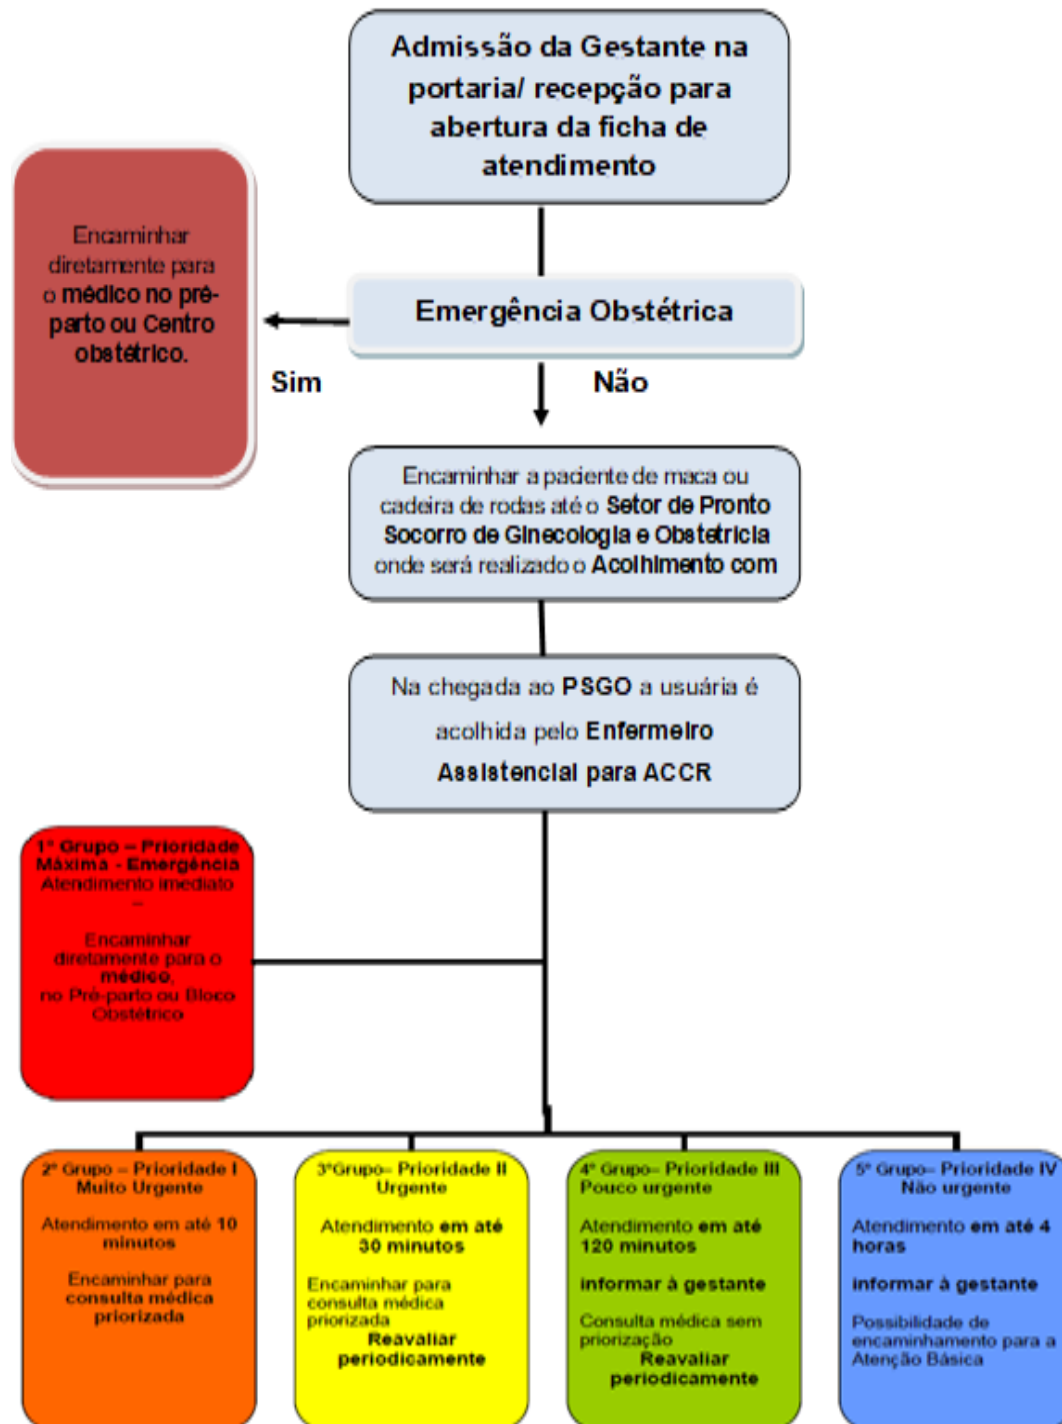 Admissão da Gestante na
portaria/ recepção para
abertura da ficha de
atendimento
Encaminhar
diretamente para
o médico no pré-
parto ou Centro
obstétrico.
Emergência Obstétrica
Sim
Não
Encaminhar a paciente de maca ou
cadeira de rodas até o Setor de Pronto
Socorro de Ginecologia e Obstetricia
onde será realizado o Acolhimento com
Na chegada ao PSGO a usuária é
acolhida pelo Enfermeiro
Assistencial para ACCR
1º Grupo – Prioridade
Máxima - Emergência
Atendimento imediato
–
Encaminhar
diretamente para o
médico,
no Pré-parto ou Bloco
Obstétrico
2º Grupo – Prioridade I
Muito Urgente
Atendimento em até 10
minutos
Encaminhar para
consulta médica
priorizada
3ºGrupo– Prioridade II
Urgente
Atendimento em até
30 minutos
Encaminhar para
consulta médica
priorizada
Reavaliar
periodicamente
4º Grupo– Prioridade III
Pouco urgente
Atendimento em até
120 minutos
informar à gestante
Consulta médica sem
priorização
Reavaliar
periodicamente
5º Grupo– Prioridade IV
Não urgente
Atendimento em até 4
horas
informar à gestante
Possibilidade de
encaminhamento para a
Atenção Básica